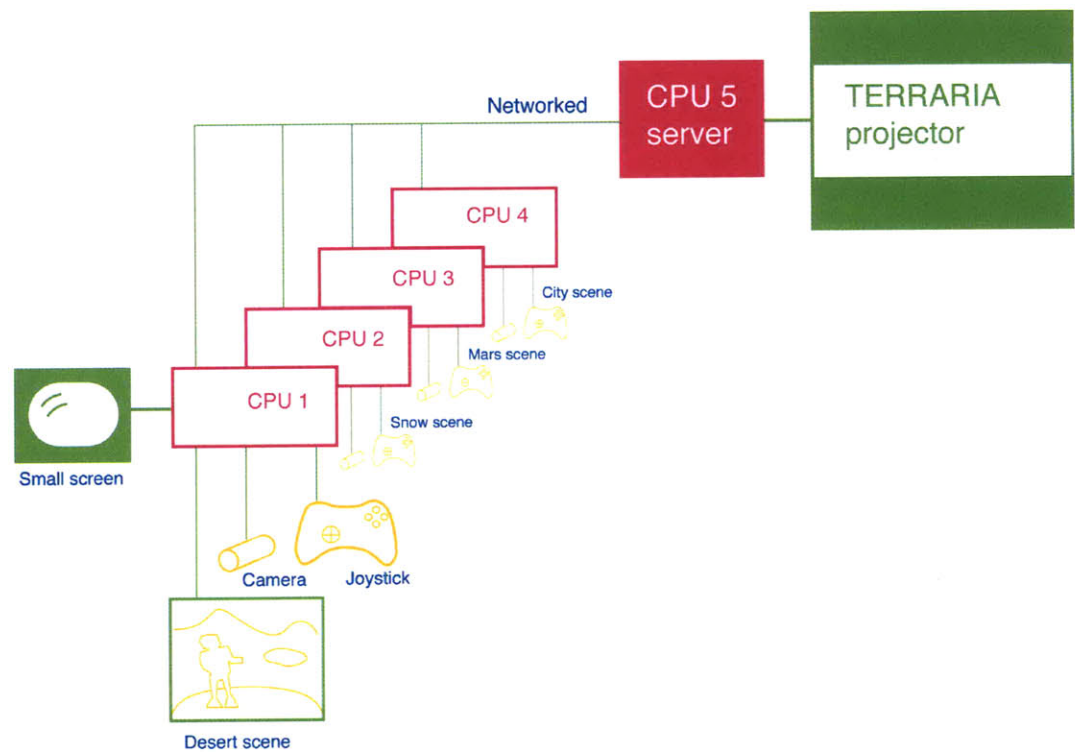 Networked
CPU 5
server
TERRARIA
projector
CPU 4
CPU 3
City scene
CPU 2
Mars scene
CPU 1
Snow scene
Small screen
Camera
Joystick
Desert scene